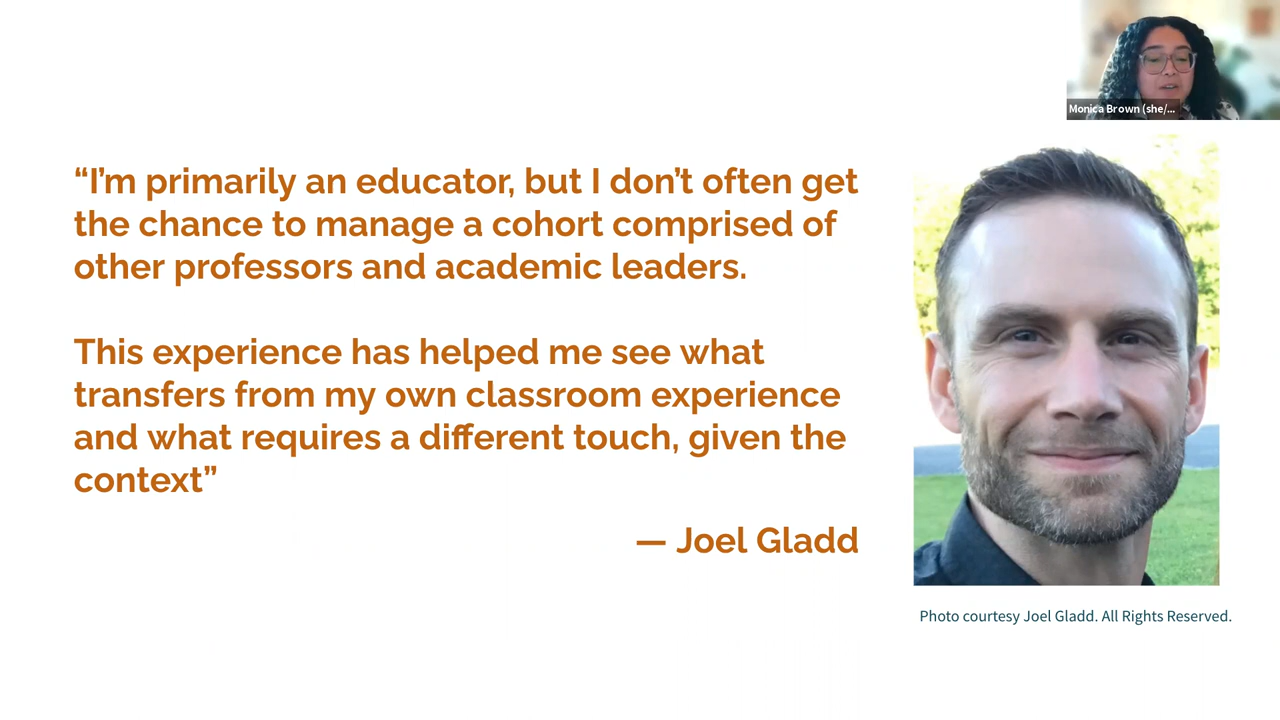 Monica Brown (she/...
“I’m primarily an educator, but I don’t often get
the chance to manage a cohort comprised of
other professors and academic leaders.
This experience has helped me see what
transfers from my own classroom experience
and what requires a different touch, given the
context”
— Joel Gladd
Photo courtesy Joel Gladd. All Rights Reserved.